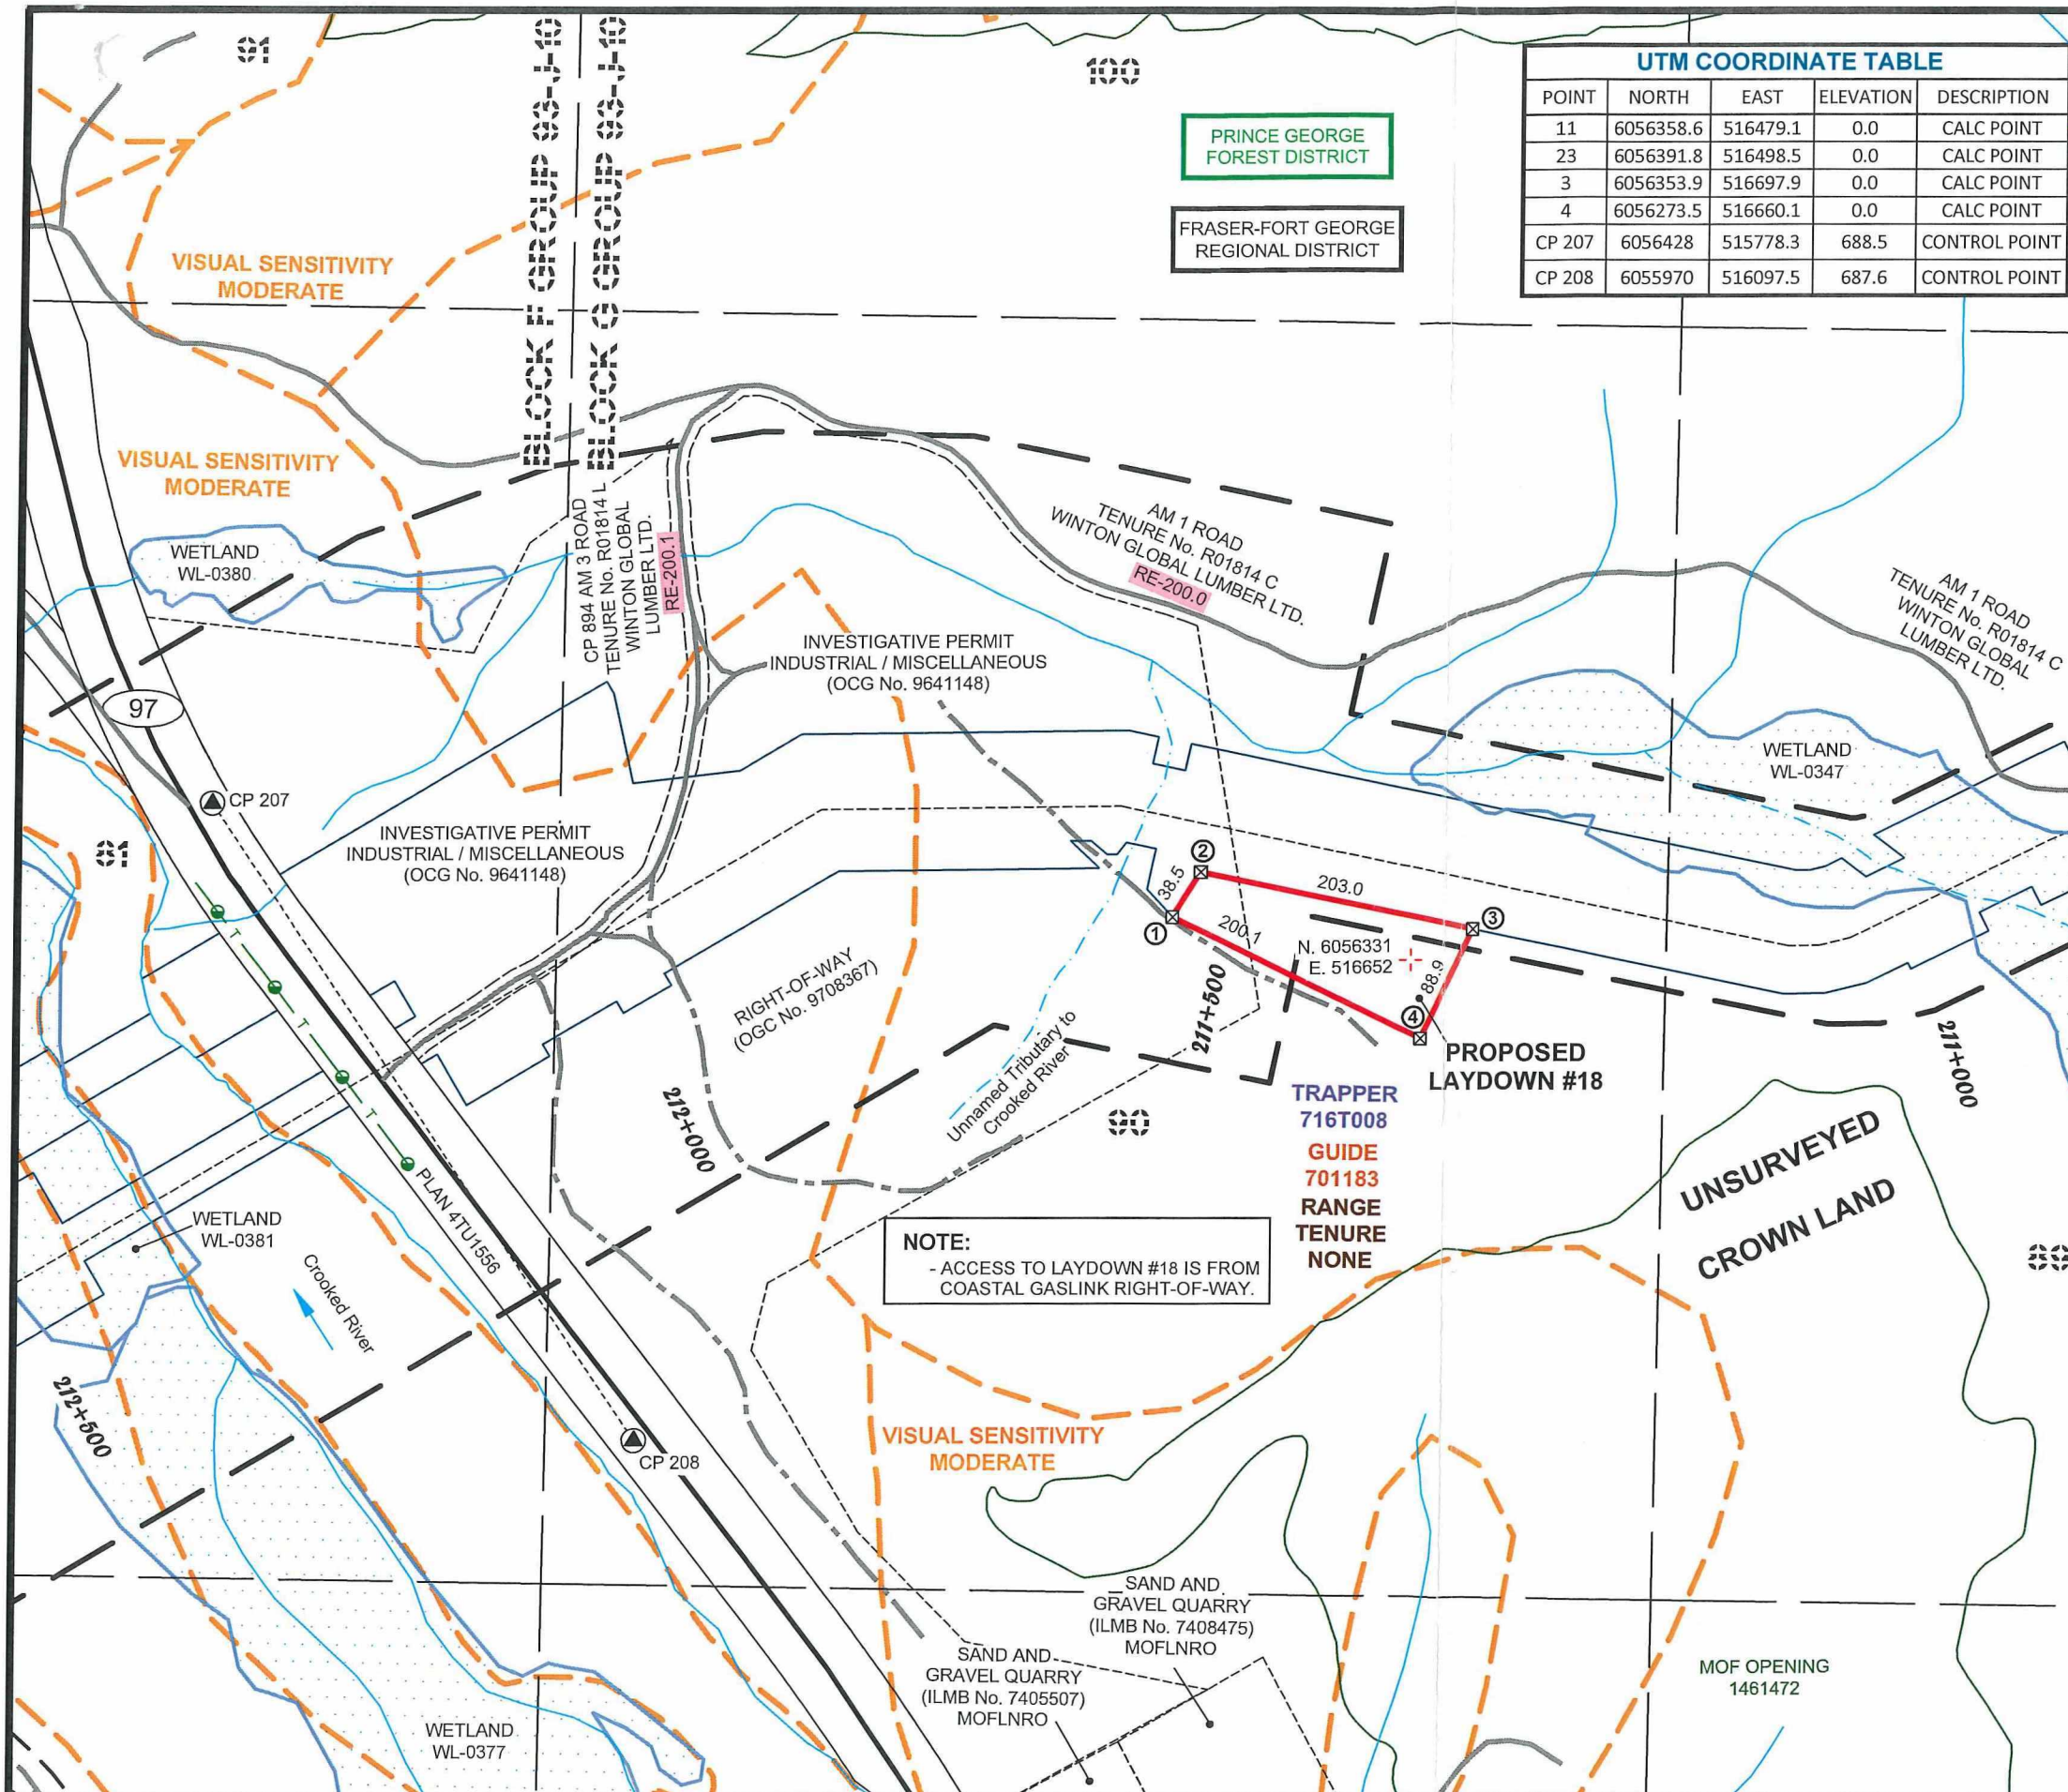 91
BLOCK F GROUP 93-J-10
BLOCK G GROUP 93-J-10
100
PRINCE GEORGE
FOREST DISTRICT
FRASER-FORT GEORGE
REGIONAL DISTRICT
UTM COORDINATE TABLE
POINT NORTH EAST ELEVATION DESCRIPTION
11 6056358.6 516479.1 0.0 CALC POINT
23 6056391.8 516498.5 0.0 CALC POINT
3 6056353.9 516697.9 0.0 CALC POINT
4 6056273.5 516660.1 0.0 CALC POINT
CP 207 6056428 515778.3 688.5 CONTROL POINT
CP 208 6055970 516097.5 687.6 CONTROL POINT
VISUAL SENSITIVITY
MODERATE
VISUAL SENSITIVITY
MODERATE
WETLAND
WL-0380
CP 894 AM 3 ROAD
TENURE No. R01814 L
WINTON GLOBAL
LUMBER LTD.
RE-200.1
AM 1 ROAD
TENURE No. R01814 C
WINTON GLOBAL LUMBER LTD.
RE-200.0
AM 1 ROAD
TENURE No. R01814 C
WINTON GLOBAL
LUMBER LTD.
INVESTIGATIVE PERMIT
INDUSTRIAL / MISCELLANEOUS
(OCG No. 9641148)
97
WETLAND
WL-0347
CP 207
INVESTIGATIVE PERMIT
INDUSTRIAL / MISCELLANEOUS
(OCG No. 9641148)
81
2
38.5
203.0
1
200.1
3
N. 6056331
E. 516652
88.9
4
RIGHT-OF-WAY
(OGC No. 9708367)
211+500
T
T
T
PROPOSED
LAYDOWN #18
211+000
Unnamed Tributary to
Crooked River
212+000
90
TRAPPER
716T008
GUIDE
701183
RANGE
TENURE
NONE
UNSURVEYED
CROWN LAND
89
PLAN 4TU1556
WETLAND
WL-0381
Crooked River
NOTE:
- ACCESS TO LAYDOWN #18 IS FROM
COASTAL GASLINK RIGHT-OF-WAY.
212+500
CP 208
VISUAL SENSITIVITY
MODERATE
SAND AND
GRAVEL QUARRY
(ILMB No. 7408475)
MOFLNRO
SAND AND
GRAVEL QUARRY
(ILMB No. 7405507)
MOFLNRO
MOF OPENING
1461472
WETLAND
WL-0377